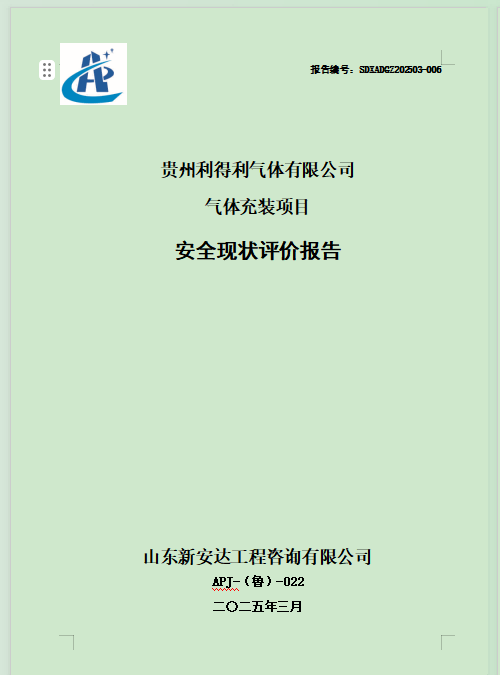 报告编号：SDXADGZ202503-006
贵州利得利气体有限公司
气体充装项目
安全现状评价报告
山东新安达工程咨询有限公司
APJ-（鲁）-022
二〇二五年三月